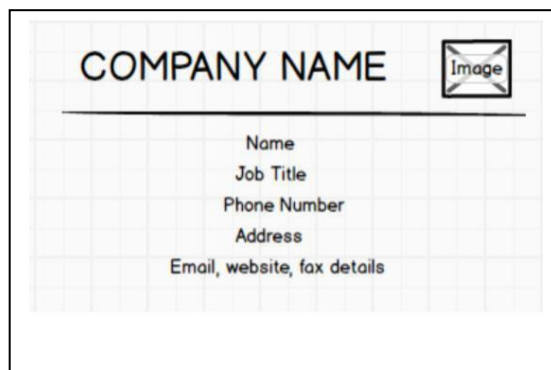 COMPANY NAME
Image
Name
Job Title
Phone Number
Address
Email, website, fax details